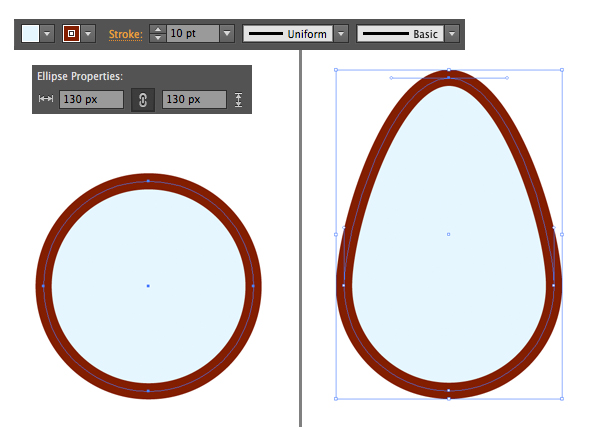 Stroke: 10 pt Uniform Basic
Ellipse Properties:
130 px 130 px